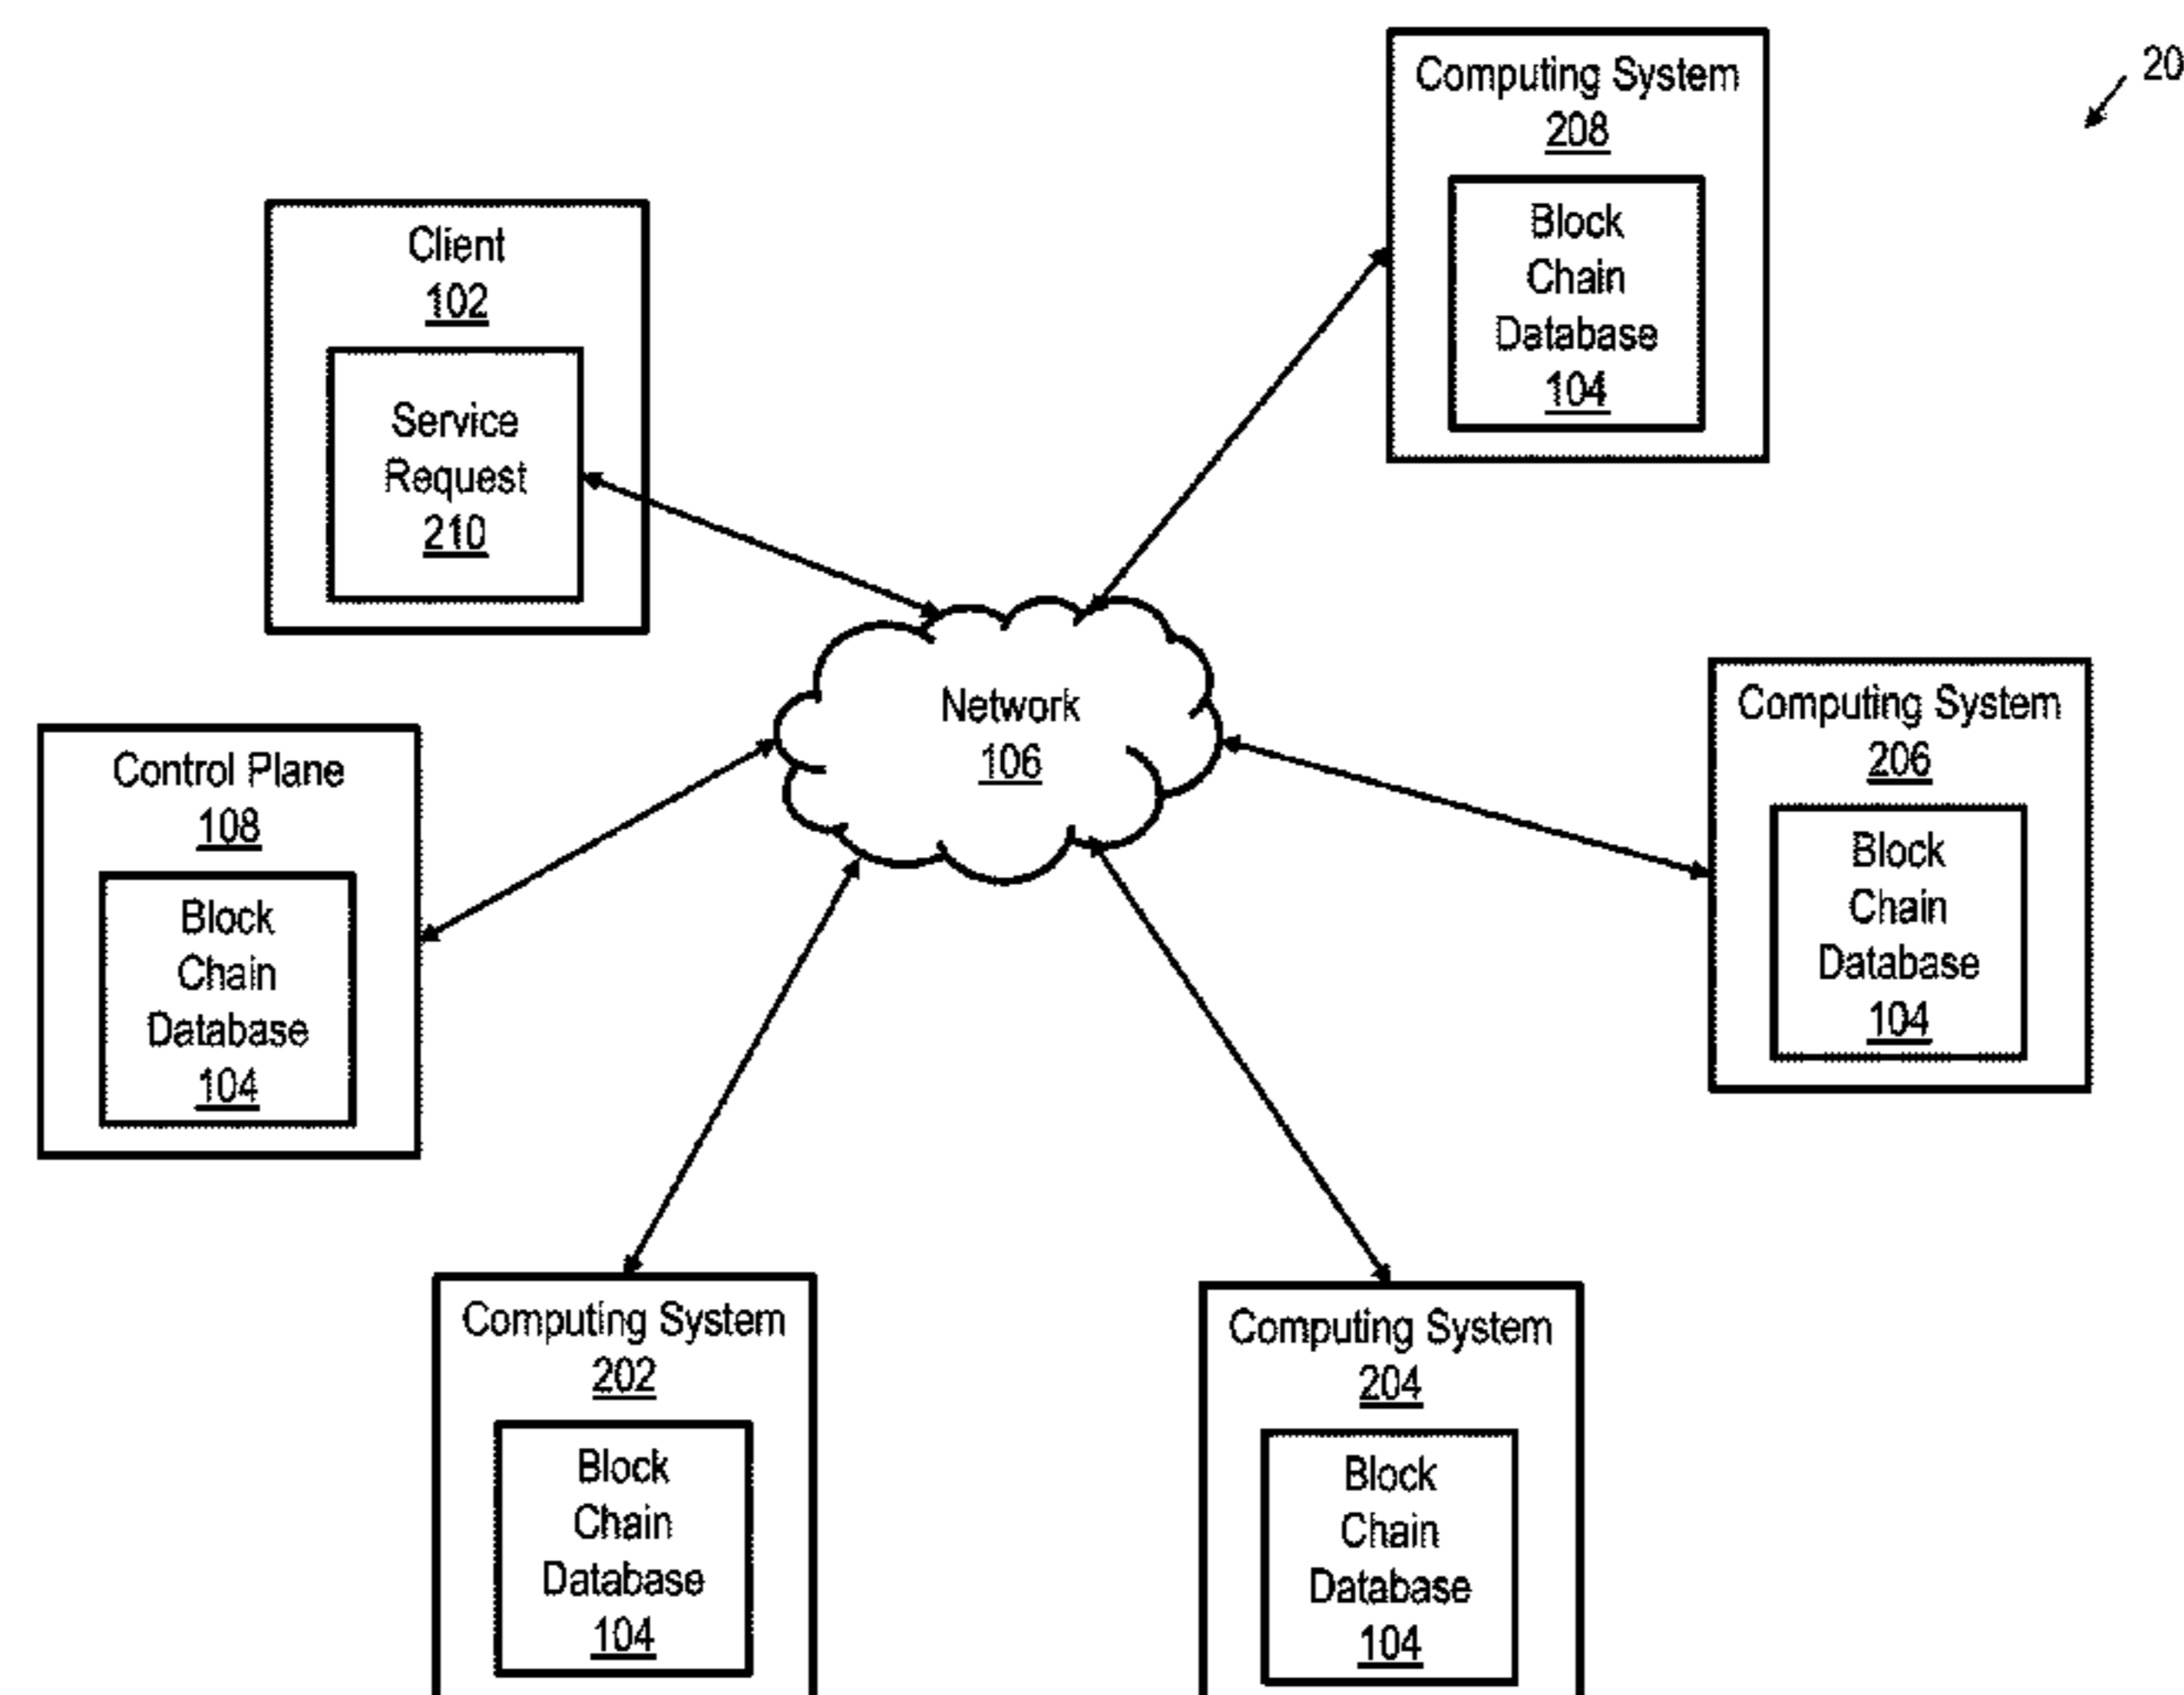 Computing System
208
Block
Chain
Database
104
20
Client
102
Service
Request
210
Network
106
Computing System
206
Block
Chain
Database
104
Control Plane
108
Block
Chain
Database
104
Computing System
202
Block
Chain
Database
104
Computing System
204
Block
Chain
Database
104